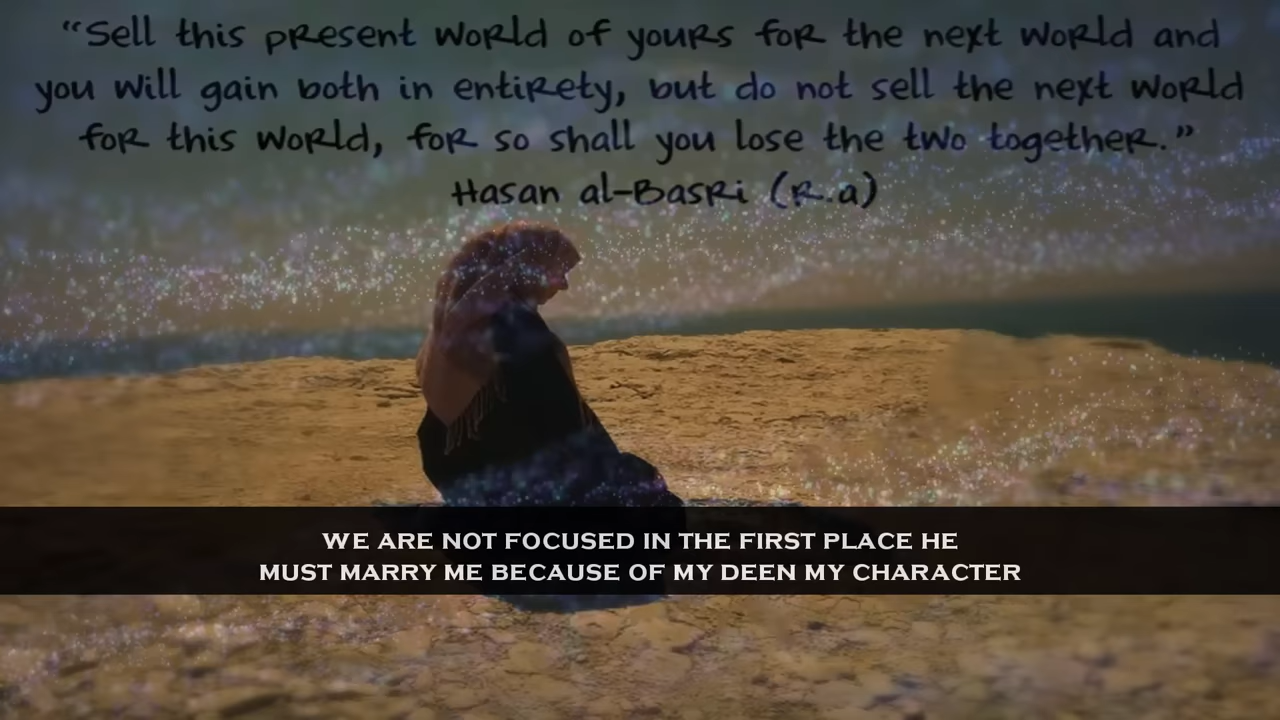 “Sell this present world of yours for the next world and
you will gain both in entirety, but do not sell the next world
for this world, for so shall you lose the two together.”
Hasan al-Basri (R.a)
WE ARE NOT FOCUSED IN THE FIRST PLACE HE
MUST MARRY ME BECAUSE OF MY DEEN MY CHARACTER